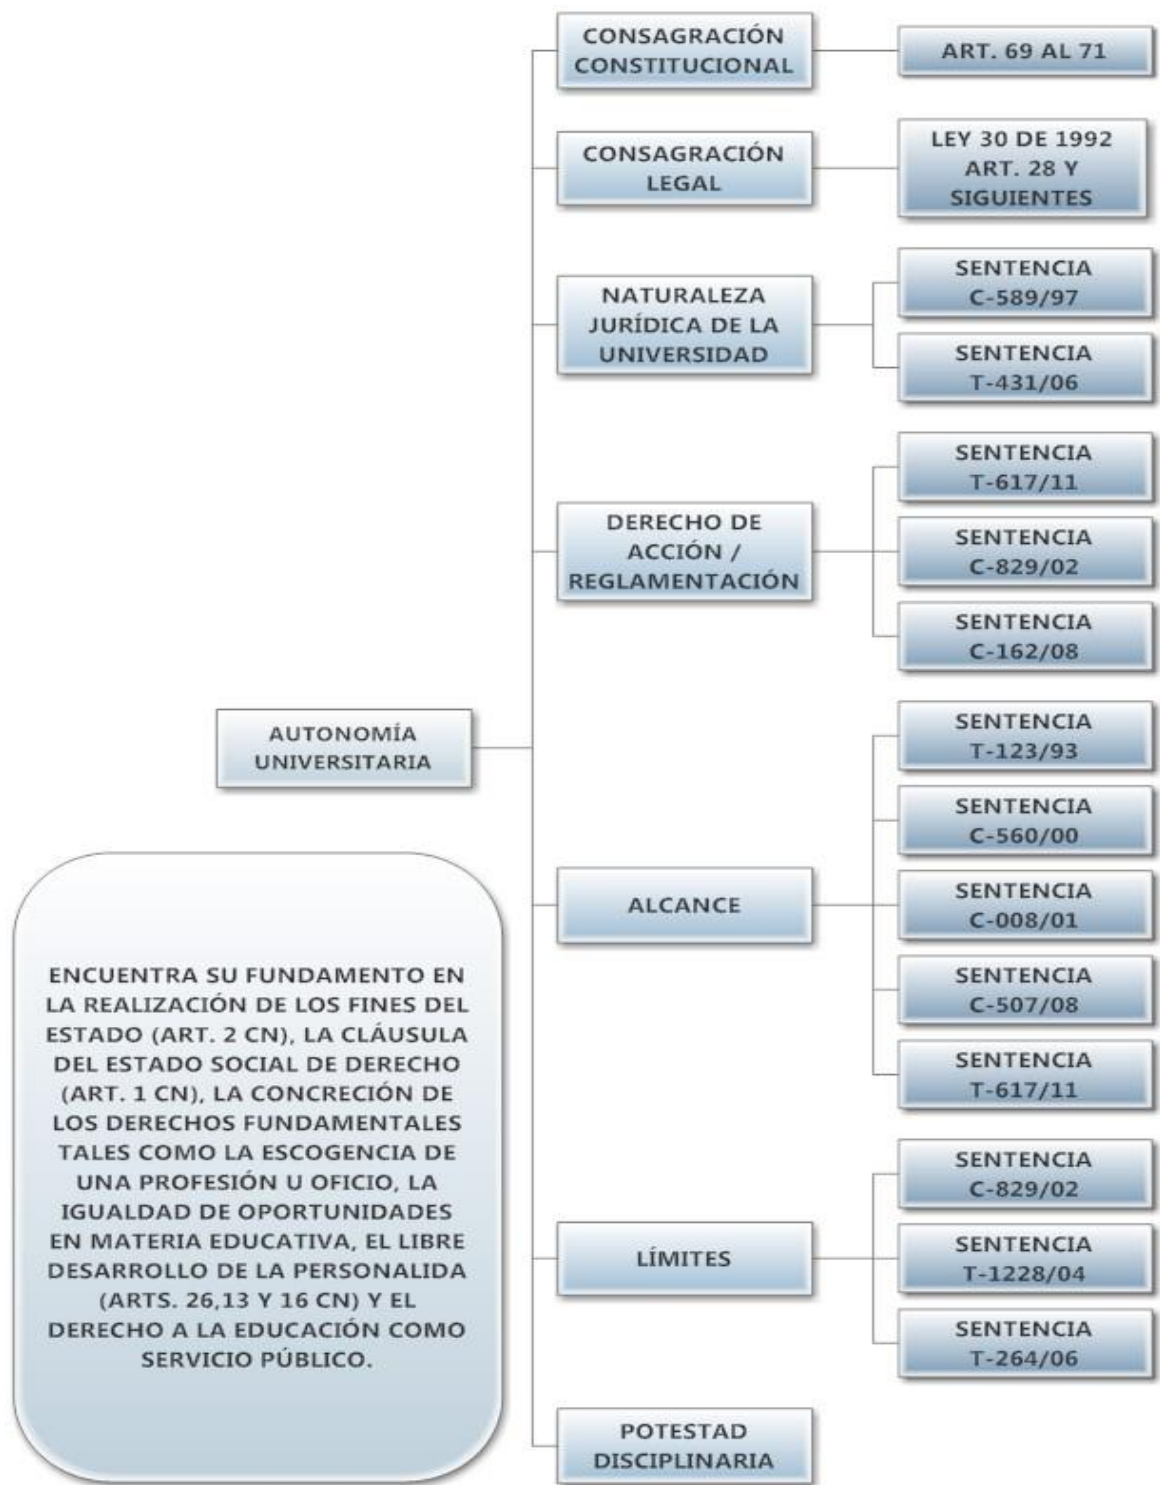 CONSAGRACIÓN
CONSTITUCIONAL
ART. 69 AL 71
CONSAGRACIÓN
LEGAL
LEY 30 DE 1992
ART. 28 Y
SIGUIENTES
NATURALEZA
JURÍDICA DE LA
UNIVERSIDAD
SENTENCIA
C-589/97
SENTENCIA
T-431/06
DERECHO DE
ACCIÓN /
REGLAMENTACIÓN
SENTENCIA
T-617/11
SENTENCIA
C-829/02
SENTENCIA
C-162/08
AUTONOMÍA
UNIVERSITARIA
ALCANCE
SENTENCIA
T-123/93
SENTENCIA
C-560/00
SENTENCIA
C-008/01
SENTENCIA
C-507/08
SENTENCIA
T-617/11
LÍMITES
SENTENCIA
C-829/02
SENTENCIA
T-1228/04
SENTENCIA
T-264/06
POTESTAD
DISCIPLINARIA
ENCUENTRA SU FUNDAMENTO EN
LA REALIZACIÓN DE LOS FINES DEL
ESTADO (ART. 2 CN), LA CLÁUSULA
DEL ESTADO SOCIAL DE DERECHO
(ART. 1 CN), LA CONCRECIÓN DE
LOS DERECHOS FUNDAMENTALES
TALES COMO LA ESCOGENCIA DE
UNA PROFESIÓN U OFICIO, LA
IGUALDAD DE OPORTUNIDADES
EN MATERIA EDUCATIVA, EL LIBRE
DESARROLLO DE LA PERSONALIDA
(ARTS. 26,13 Y 16 CN) Y EL
DERECHO A LA EDUCACIÓN COMO
SERVICIO PÚBLICO.